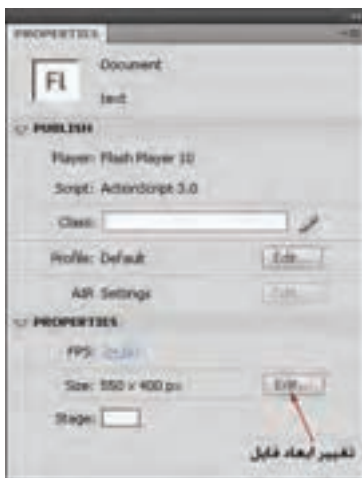 PROPERTIES
Fl
Document
text
PUBLISH
Player: Flash Player 10
Script: ActionScript 3.0
Class:
Profile: Default Edit...
AIR Settings Edit...
PROPERTIES
FPS:
Size: 550 x 400 px Edit...
Stage:
تغییر ابعاد فایل